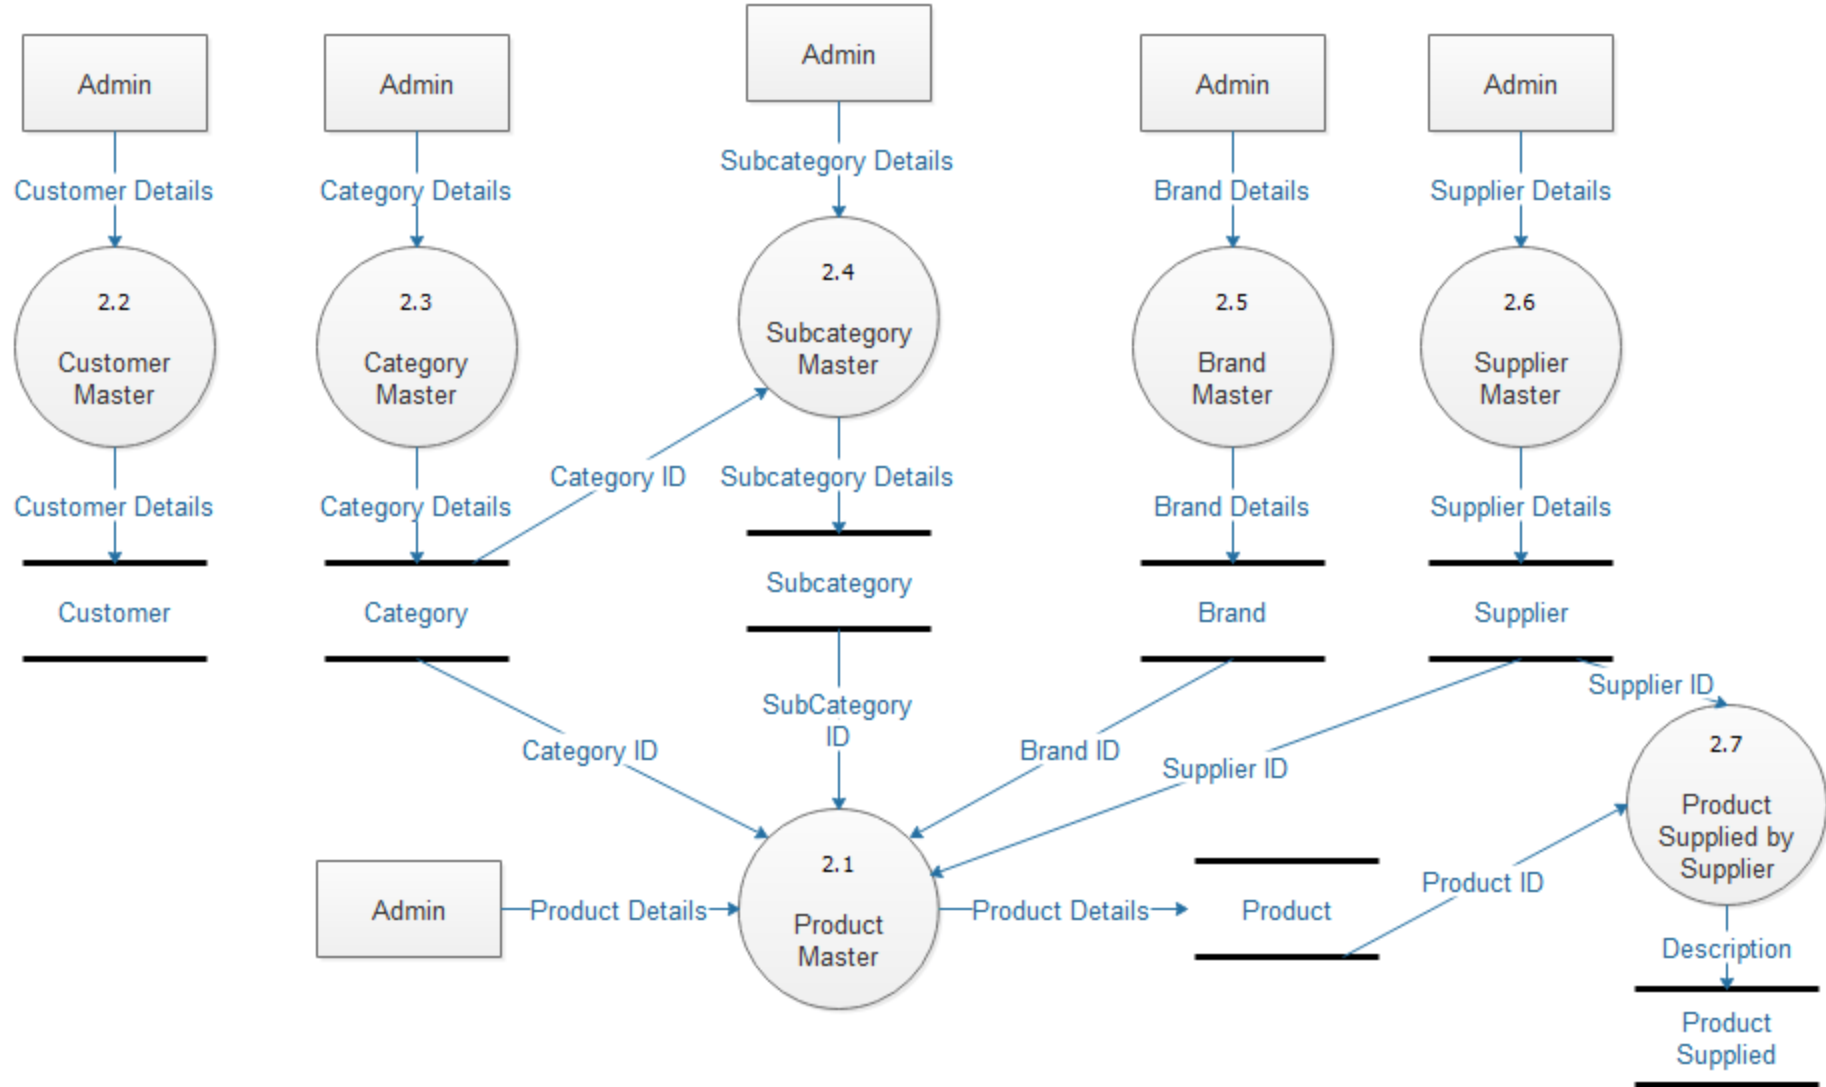 Admin
Admin
Admin
Admin
Admin
Customer Details
Category Details
Subcategory Details
Brand Details
Supplier Details
2.2
Customer
Master
2.3
Category
Master
2.4
Subcategory
Master
2.5
Brand
Master
2.6
Supplier
Master
Customer Details
Category Details
Category ID
Subcategory Details
Brand Details
Supplier Details
Customer
Category
Subcategory
Brand
Supplier
Category ID
SubCategory
ID
Brand ID
Supplier ID
Supplier ID
2.7
Product
Supplied by
Supplier
Admin
Product Details
2.1
Product
Master
Product Details
Product
Product ID
Description
Product
Supplied